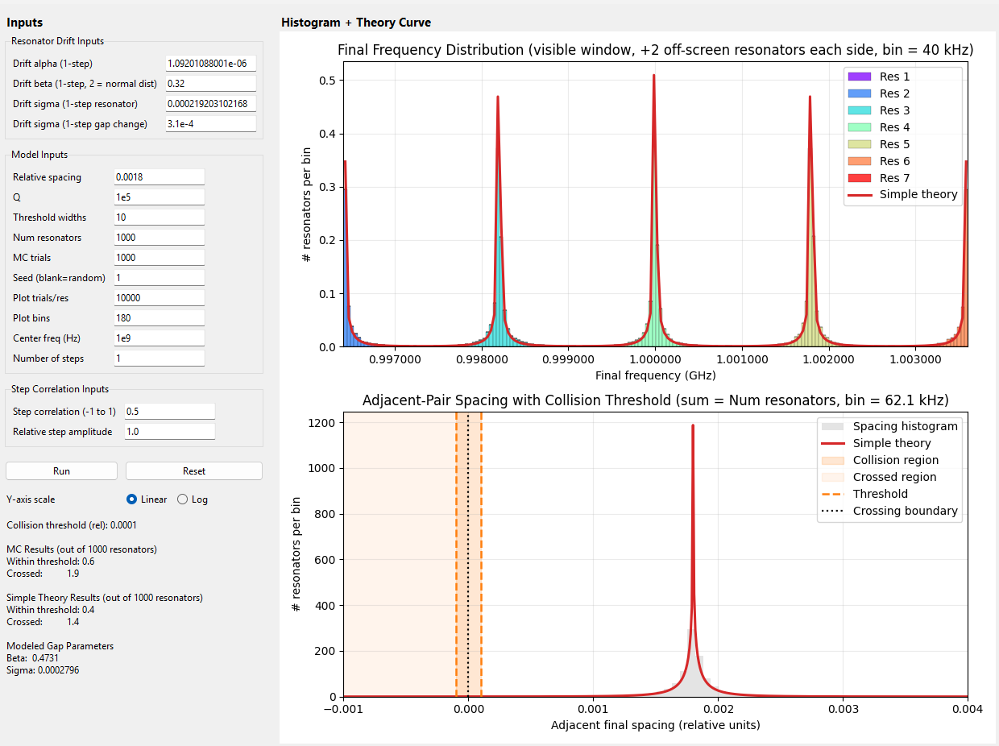 Inputs
Resonator Drift Inputs
Drift alpha (1-step) 1.09201088001e-06
Drift beta (1-step, 2 = normal dist) 0.32
Drift sigma (1-step resonator) 0.000219203102168
Drift sigma (1-step gap change) 3.1e-4
Model Inputs
Relative spacing 0.0018
Q 1e5
Threshold widths 10
Num resonators 1000
MC trials 1000
Seed (blank=random) 1
Plot trials/res 10000
Plot bins 180
Center freq (Hz) 1e9
Number of steps 1
Step Correlation Inputs
Step correlation (-1 to 1) 0.5
Relative step amplitude 1.0
Run Reset
Y-axis scale Linear Log
Collision threshold (rel): 0.0001
MC Results (out of 1000 resonators)
Within threshold: 0.6
Crossed: 1.9
Simple Theory Results (out of 1000 resonators)
Within threshold: 0.4
Crossed: 1.4
Modeled Gap Parameters
Beta: 0.4731
Sigma: 0.0002796
Histogram + Theory Curve
Final Frequency Distribution (visible window, +2 off-screen resonators each side, bin = 40 kHz)
# resonators per bin
0.5
0.4
0.3
0.2
0.1
0.0
0.997000 0.998000 0.999000 1.000000 1.001000 1.002000 1.003000
Final frequency (GHz)
Res 1
Res 2
Res 3
Res 4
Res 5
Res 6
Res 7
Simple theory
Adjacent-Pair Spacing with Collision Threshold (sum = Num resonators, bin = 62.1 kHz)
# resonators per bin
1200
1000
800
600
400
200
0
−0.001 0.000 0.001 0.002 0.003 0.004
Adjacent final spacing (relative units)
Spacing histogram
Simple theory
Collision region
Crossed region
Threshold
Crossing boundary